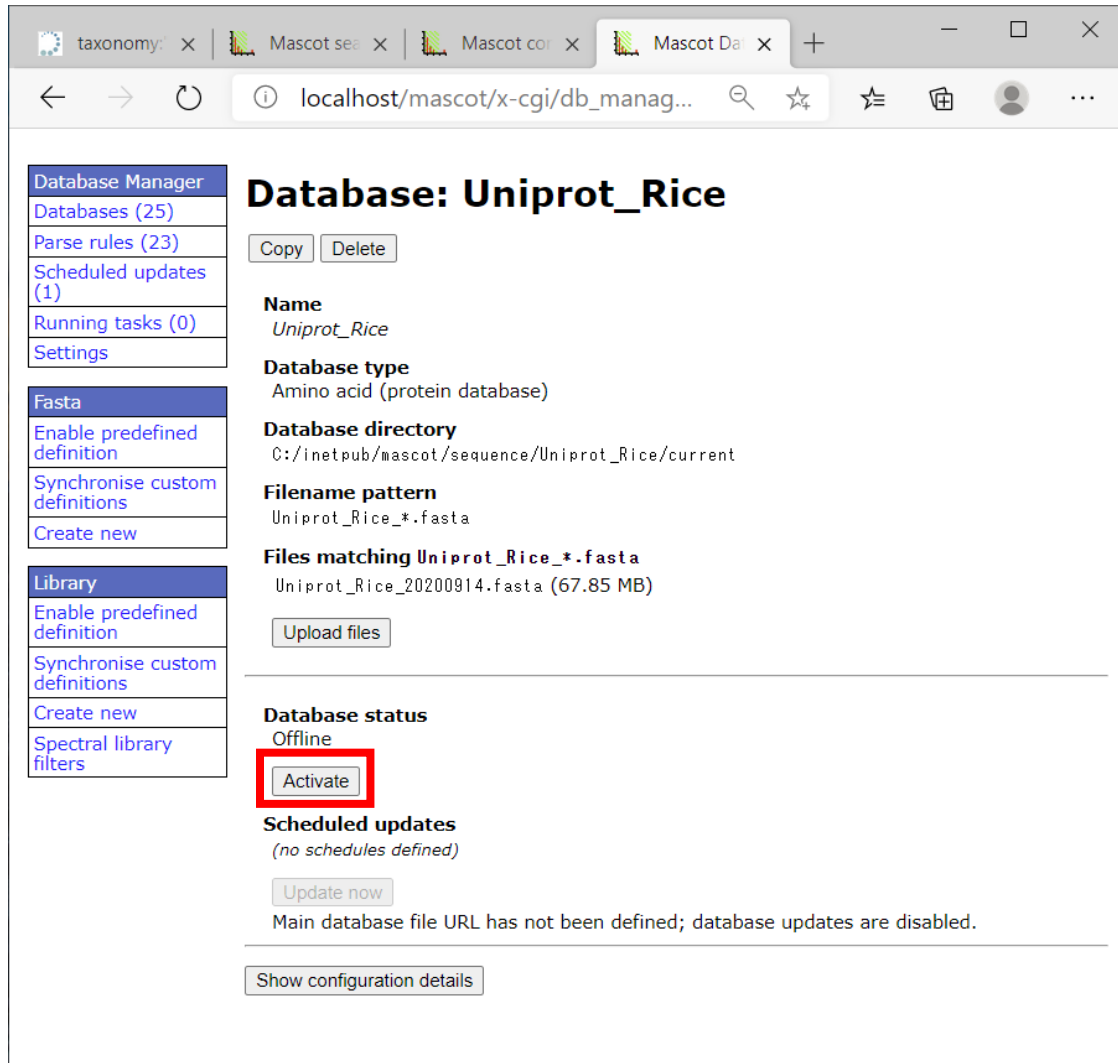 taxonomy:
Mascot sea
Mascot cor
Mascot Dat
localhost/mascot/x-cgi/db_manag...
Database Manager
Databases (25)
Parse rules (23)
Scheduled updates
(1)
Running tasks (0)
Settings
Fasta
Enable predefined
definition
Synchronise custom
definitions
Create new
Library
Enable predefined
definition
Synchronise custom
definitions
Create new
Spectral library
filters
Database: Uniprot_Rice
Copy Delete
Name
Uniprot_Rice
Database type
Amino acid (protein database)
Database directory
C:/inetpub/mascot/sequence/Uniprot_Rice/current
Filename pattern
Uniprot_Rice_*.fasta
Files matching Uniprot_Rice_*.fasta
Uniprot_Rice_20200914.fasta (67.85 MB)
Upload files
Database status
Offline
Activate
Scheduled updates
(no schedules defined)
Update now
Main database file URL has not been defined; database updates are disabled.
Show configuration details